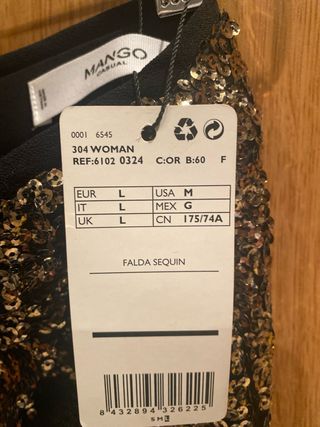 MANGO
CASUAL
0001 6545
304 WOMAN
REF:6102 0324 C:OR B:60 F
EUR L USA M
IT L MEX G
UK L CN 175/74A
FALDA SEQUIN
8 432894 326225
S M L